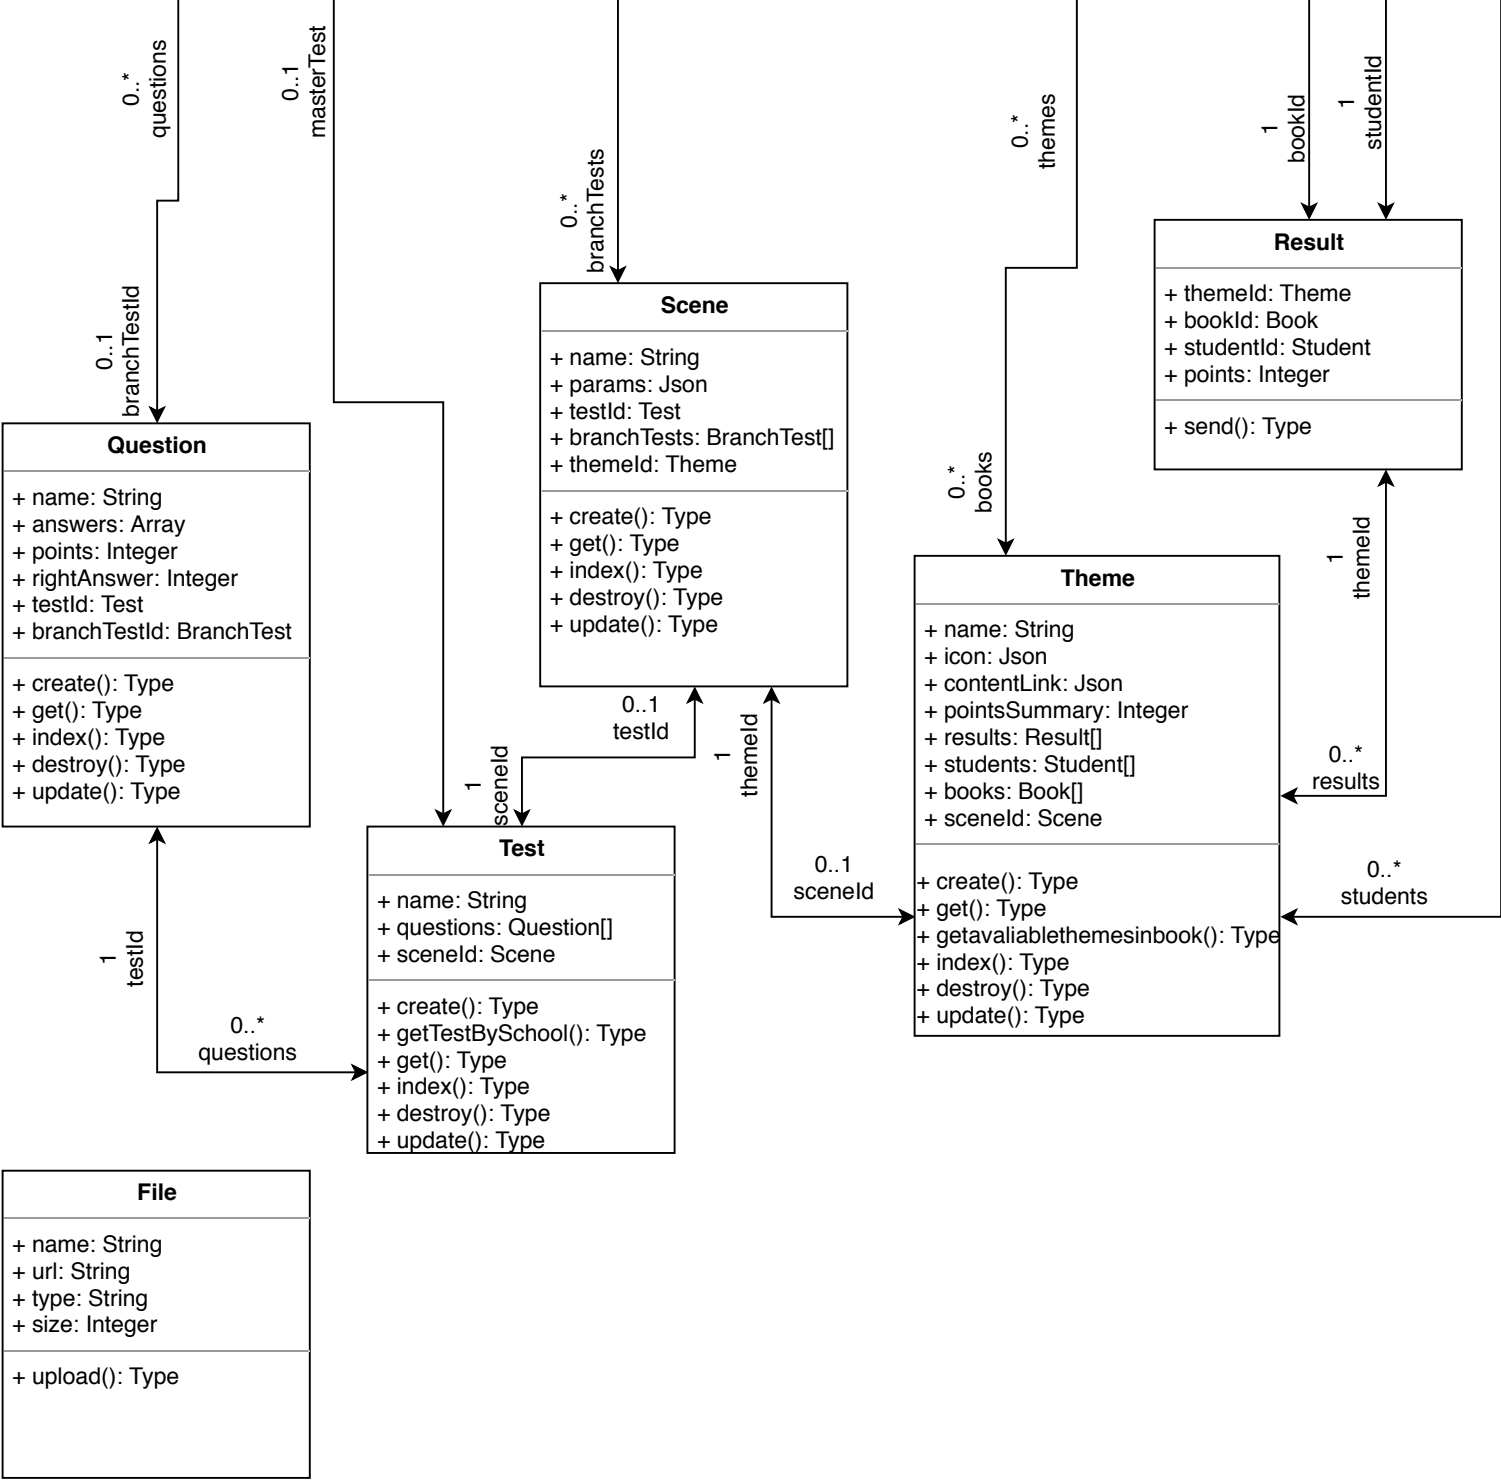 0..*
questions
0..1
masterTest
0..*
branchTests
0..*
themes
1
bookId
1
studentId
0..1
branchTestId
0..*
books
Result
+ themeId: Theme
+ bookId: Book
+ studentId: Student
+ points: Integer
+ send(): Type
Scene
+ name: String
+ params: Json
+ testId: Test
+ branchTests: BranchTest[]
+ themeId: Theme
+ create(): Type
+ get(): Type
+ index(): Type
+ destroy(): Type
+ update(): Type
Question
+ name: String
+ answers: Array
+ points: Integer
+ rightAnswer: Integer
+ testId: Test
+ branchTestId: BranchTest
+ create(): Type
+ get(): Type
+ index(): Type
+ destroy(): Type
+ update(): Type
1
themeId
Theme
+ name: String
+ icon: Json
+ contentLink: Json
+ pointsSummary: Integer
+ results: Result[]
+ students: Student[]
+ books: Book[]
+ sceneId: Scene
+ create(): Type
+ get(): Type
+ getavaliablethemesinbook(): Type
+ index(): Type
+ destroy(): Type
+ update(): Type
0..*
results
0..*
students
0..1
testId
1
sceneId
1
themeId
0..1
sceneId
Test
+ name: String
+ questions: Question[]
+ sceneId: Scene
+ create(): Type
+ getTestBySchool(): Type
+ get(): Type
+ index(): Type
+ destroy(): Type
+ update(): Type
1
testId
0..*
questions
File
+ name: String
+ url: String
+ type: String
+ size: Integer
+ upload(): Type